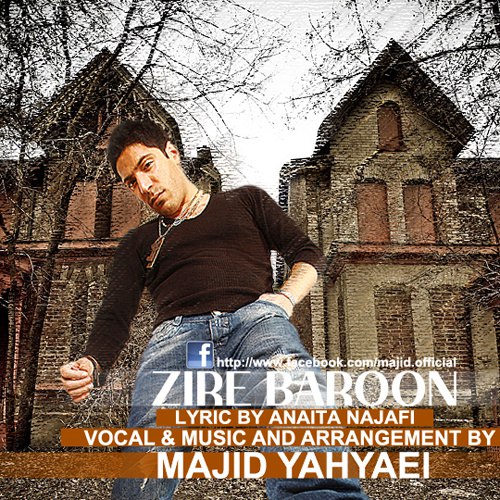 f http://www.facebook.com/majid.official
ZIRE BAROON
LYRIC BY ANAITA NAJAFI
VOCAL & MUSIC AND ARRANGEMENT BY
MAJID YAHYAEI